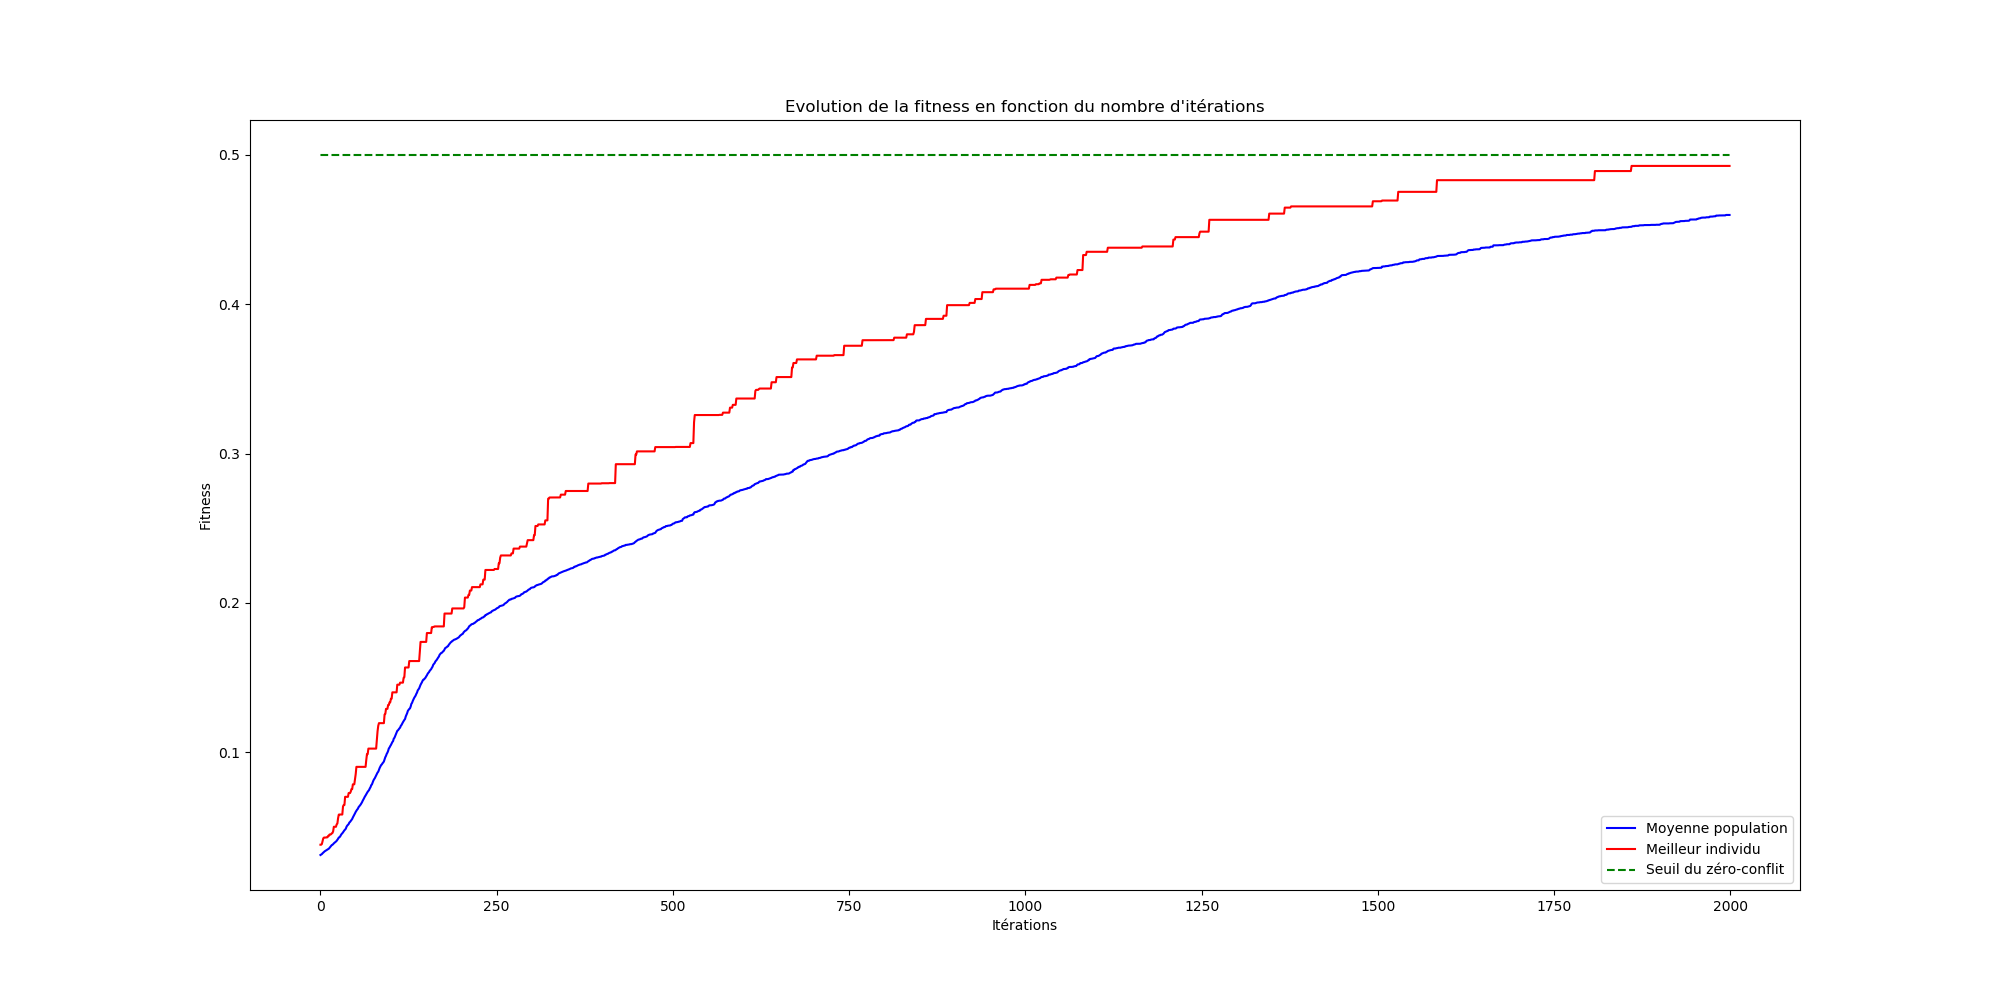 Evolution de la fitness en fonction du nombre d'itérations
0.5
0.4
0.3
0.2
0.1
Fitness
0 250 500 750 1000 1250 1500 1750 2000
Itérations
Moyenne population
Meilleur individu
Seuil du zéro-conflit